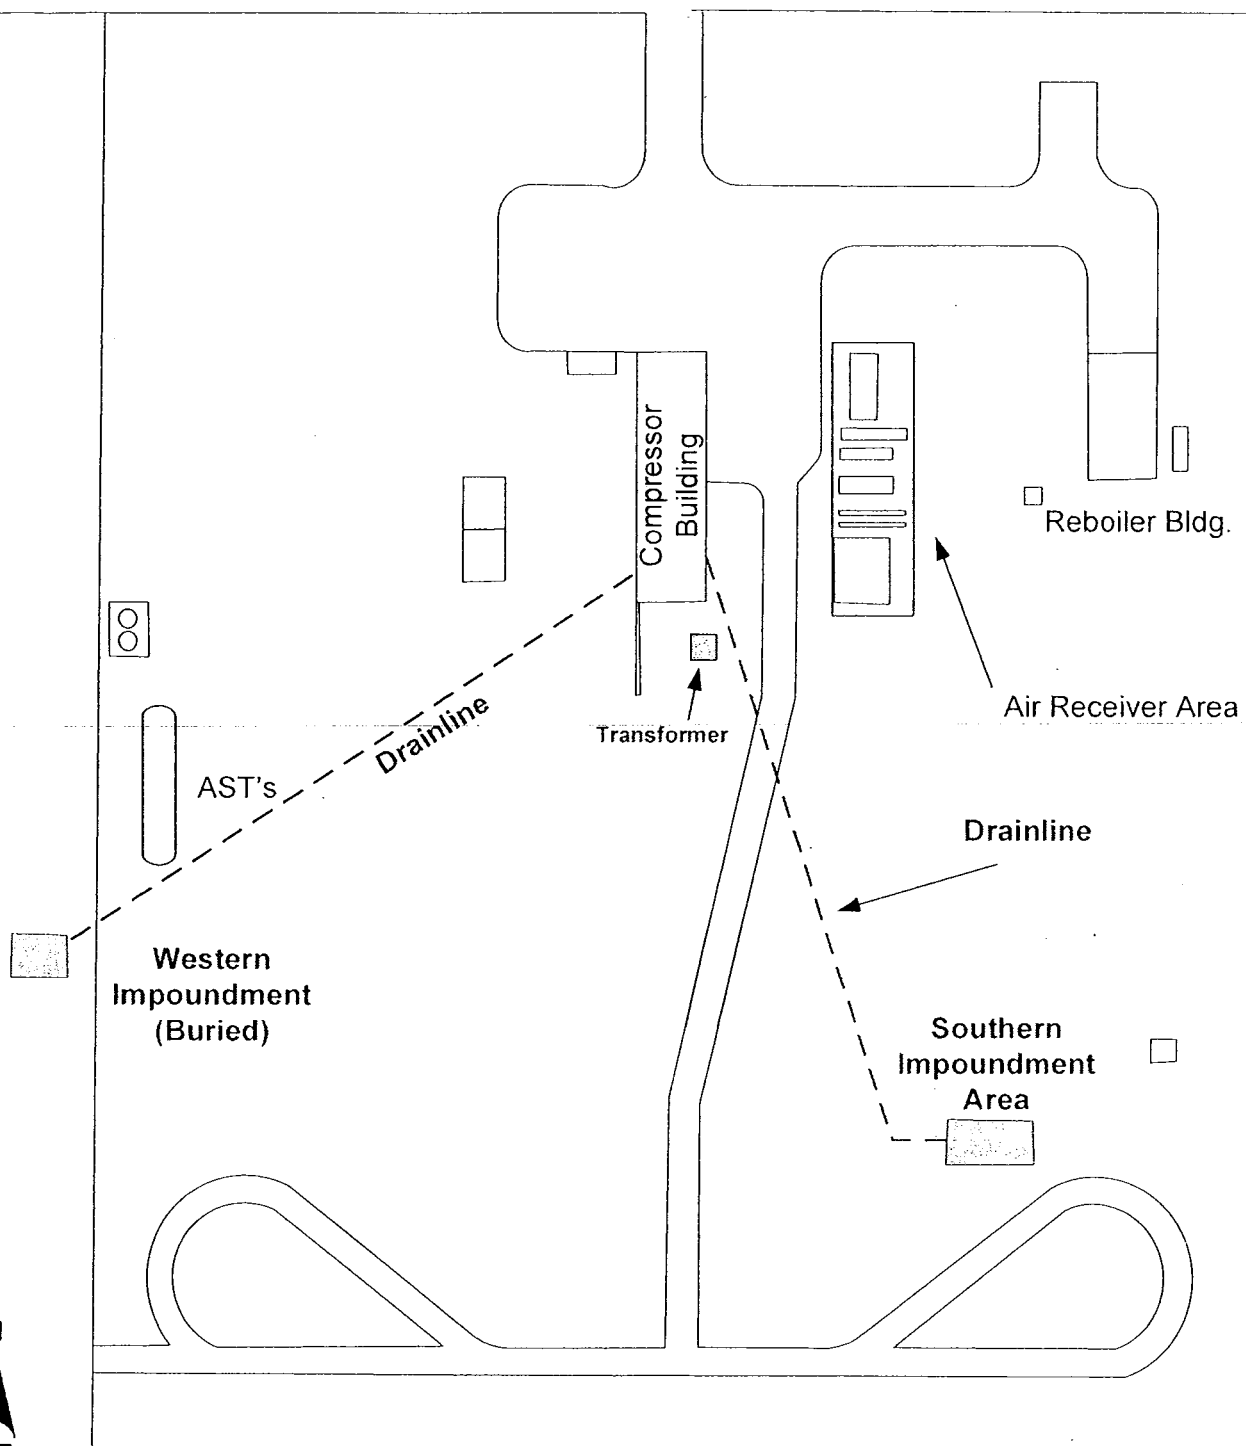 Compressor
Building
Reboiler Bldg.
Air Receiver Area
Transformer
Drainline
AST's
Drainline
Western
Impoundment
(Buried)
Southern
Impoundment
Area